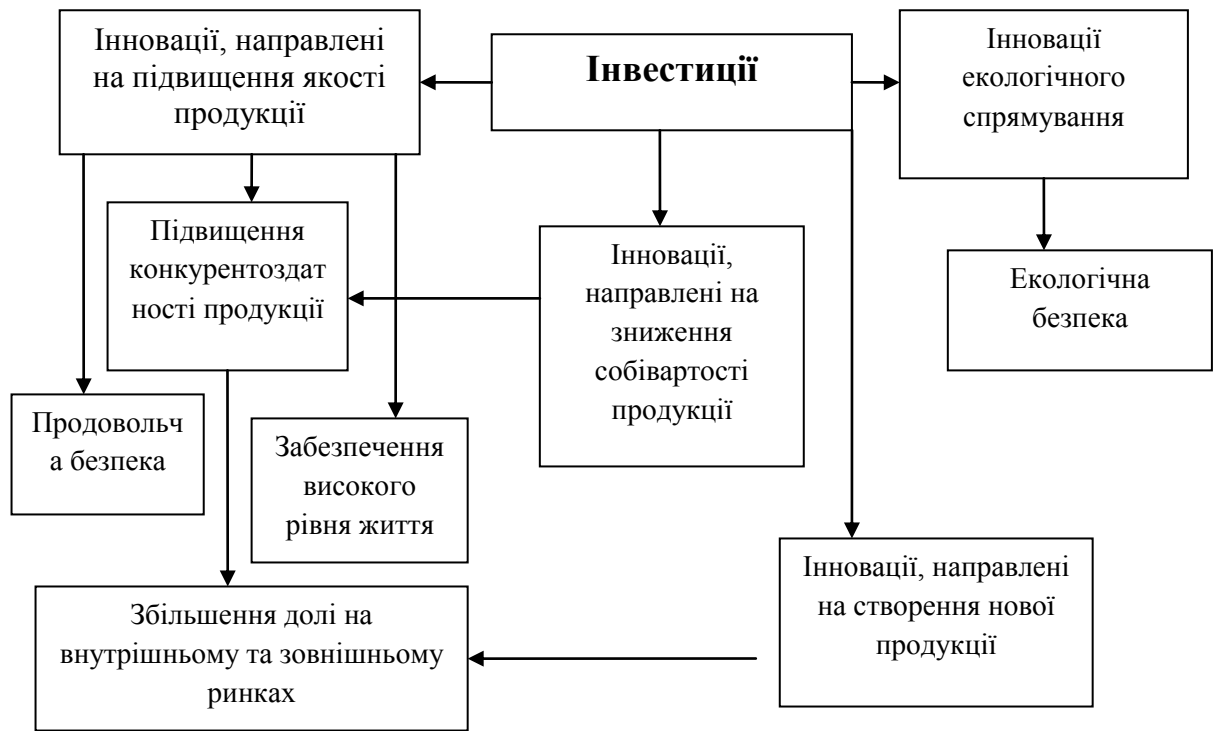 Інновації, направлені
на підвищення якості
продукції
Інвестиції
Інновації
екологічного
спрямування
Підвищення
конкурентоздат
ності продукції
Інновації,
направлені на
зниження
собівартості
продукції
Екологічна
безпека
Продовольч
а безпека
Забезпечення
високого
рівня життя
Інновації, направлені
на створення нової
продукції
Збільшення долі на
внутрішньому та зовнішньому
ринках